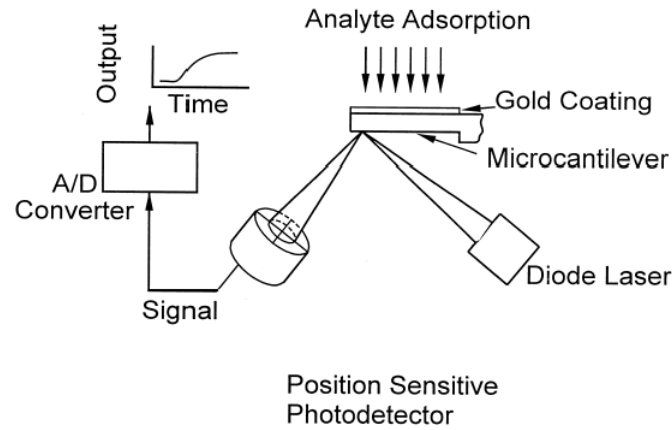 Analyte Adsorption
Output
Time
Gold Coating
Microcantilever
A/D
Converter
Diode Laser
Signal
Position Sensitive
Photodetector